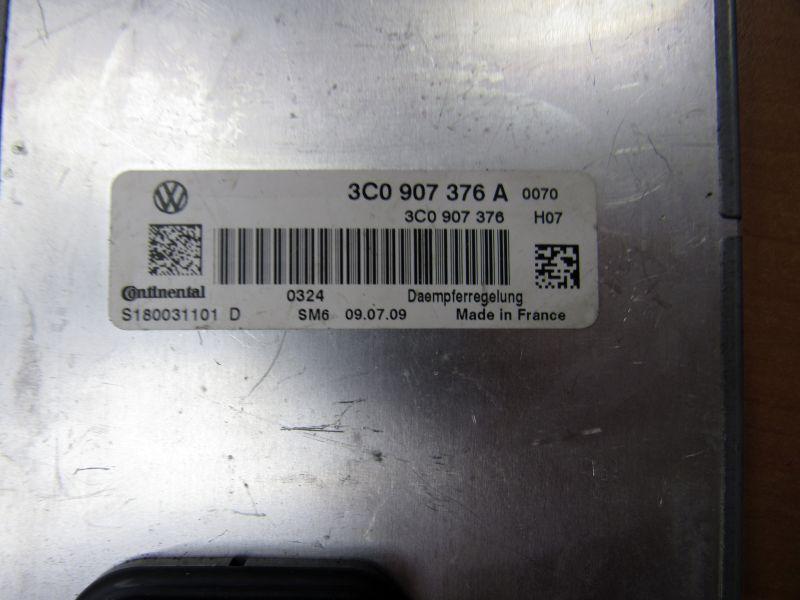 3C0 907 376 A 0070
3C0 907 376 H07
Continental 0324 Daempferregelung
S180031101 D SM6 09.07.09 Made in France